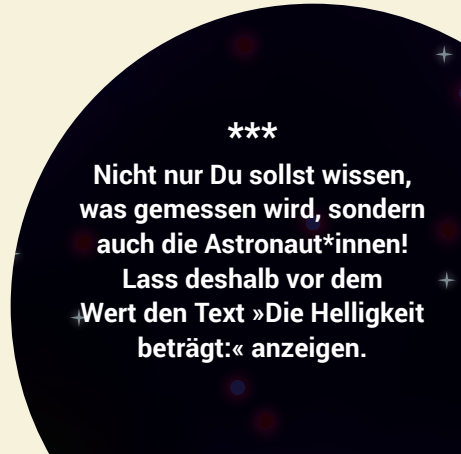 ***
Nicht nur Du sollst wissen,
was gemessen wird, sondern
auch die Astronaut*innen!
Lass deshalb vor dem
Wert den Text »Die Helligkeit
beträgt:« anzeigen.